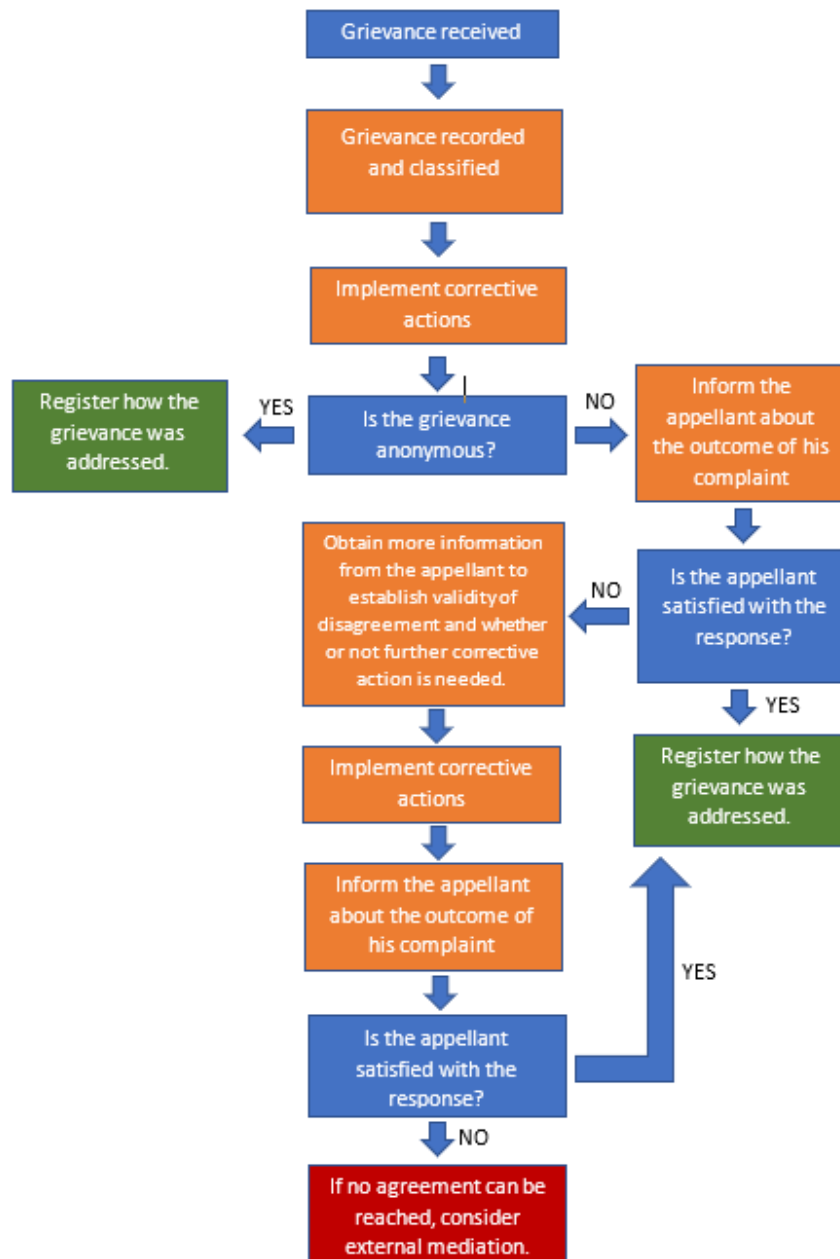 Grievance received
Grievance recorded
and classified
Implement corrective
actions
Register how the
grievance was
addressed.
YES
Is the grievance
anonymous?
NO
Inform the
appellant about
the outcome of his
complaint
Obtain more information
from the appellant to
establish validity of
disagreement and whether
or not further corrective
action is needed.
NO
Is the appellant
satisfied with the
response?
YES
Implement corrective
actions
Register how the
grievance was
addressed.
Inform the appellant
about the outcome of
his complaint
YES
Is the appellant
satisfied with the
response?
NO
If no agreement can be
reached, consider
external mediation.